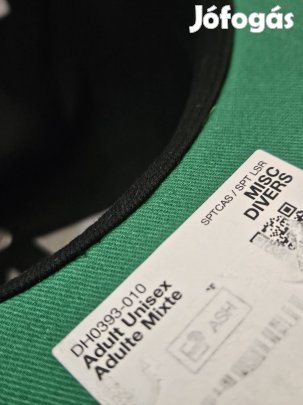 Jófogás
SPTCAS / SPT LSR
MISC
DIVERS
DH0393-010
Adult Unisex
Adulte Mixte
ASH